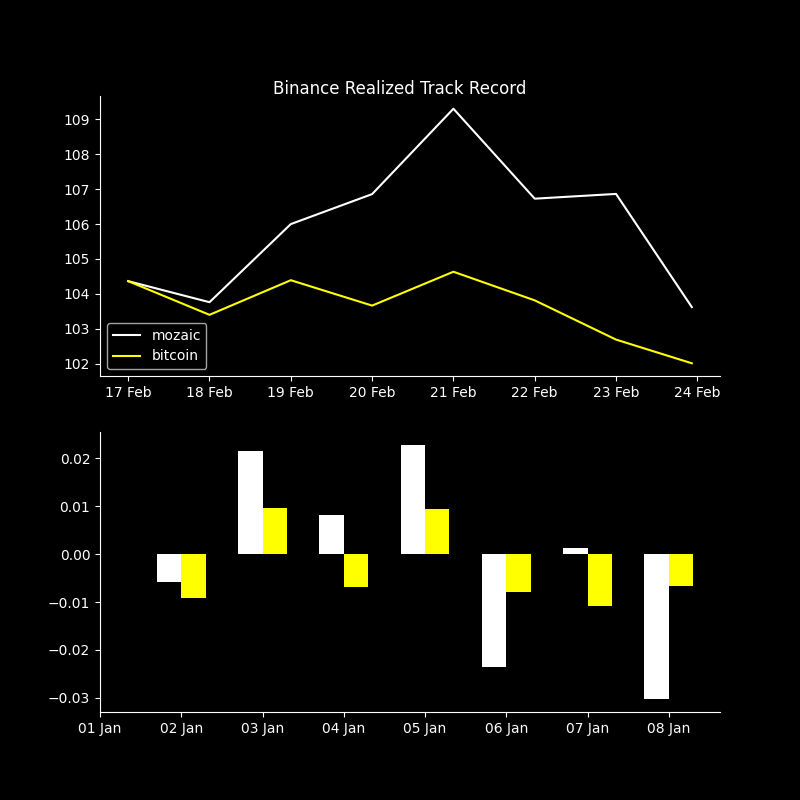 Binance Realized Track Record
109
108
107
106
105
104
103
102
mozaic
bitcoin
17 Feb 18 Feb 19 Feb 20 Feb 21 Feb 22 Feb 23 Feb 24 Feb
0.02
0.01
0.00
−0.01
−0.02
−0.03
01 Jan 02 Jan 03 Jan 04 Jan 05 Jan 06 Jan 07 Jan 08 Jan